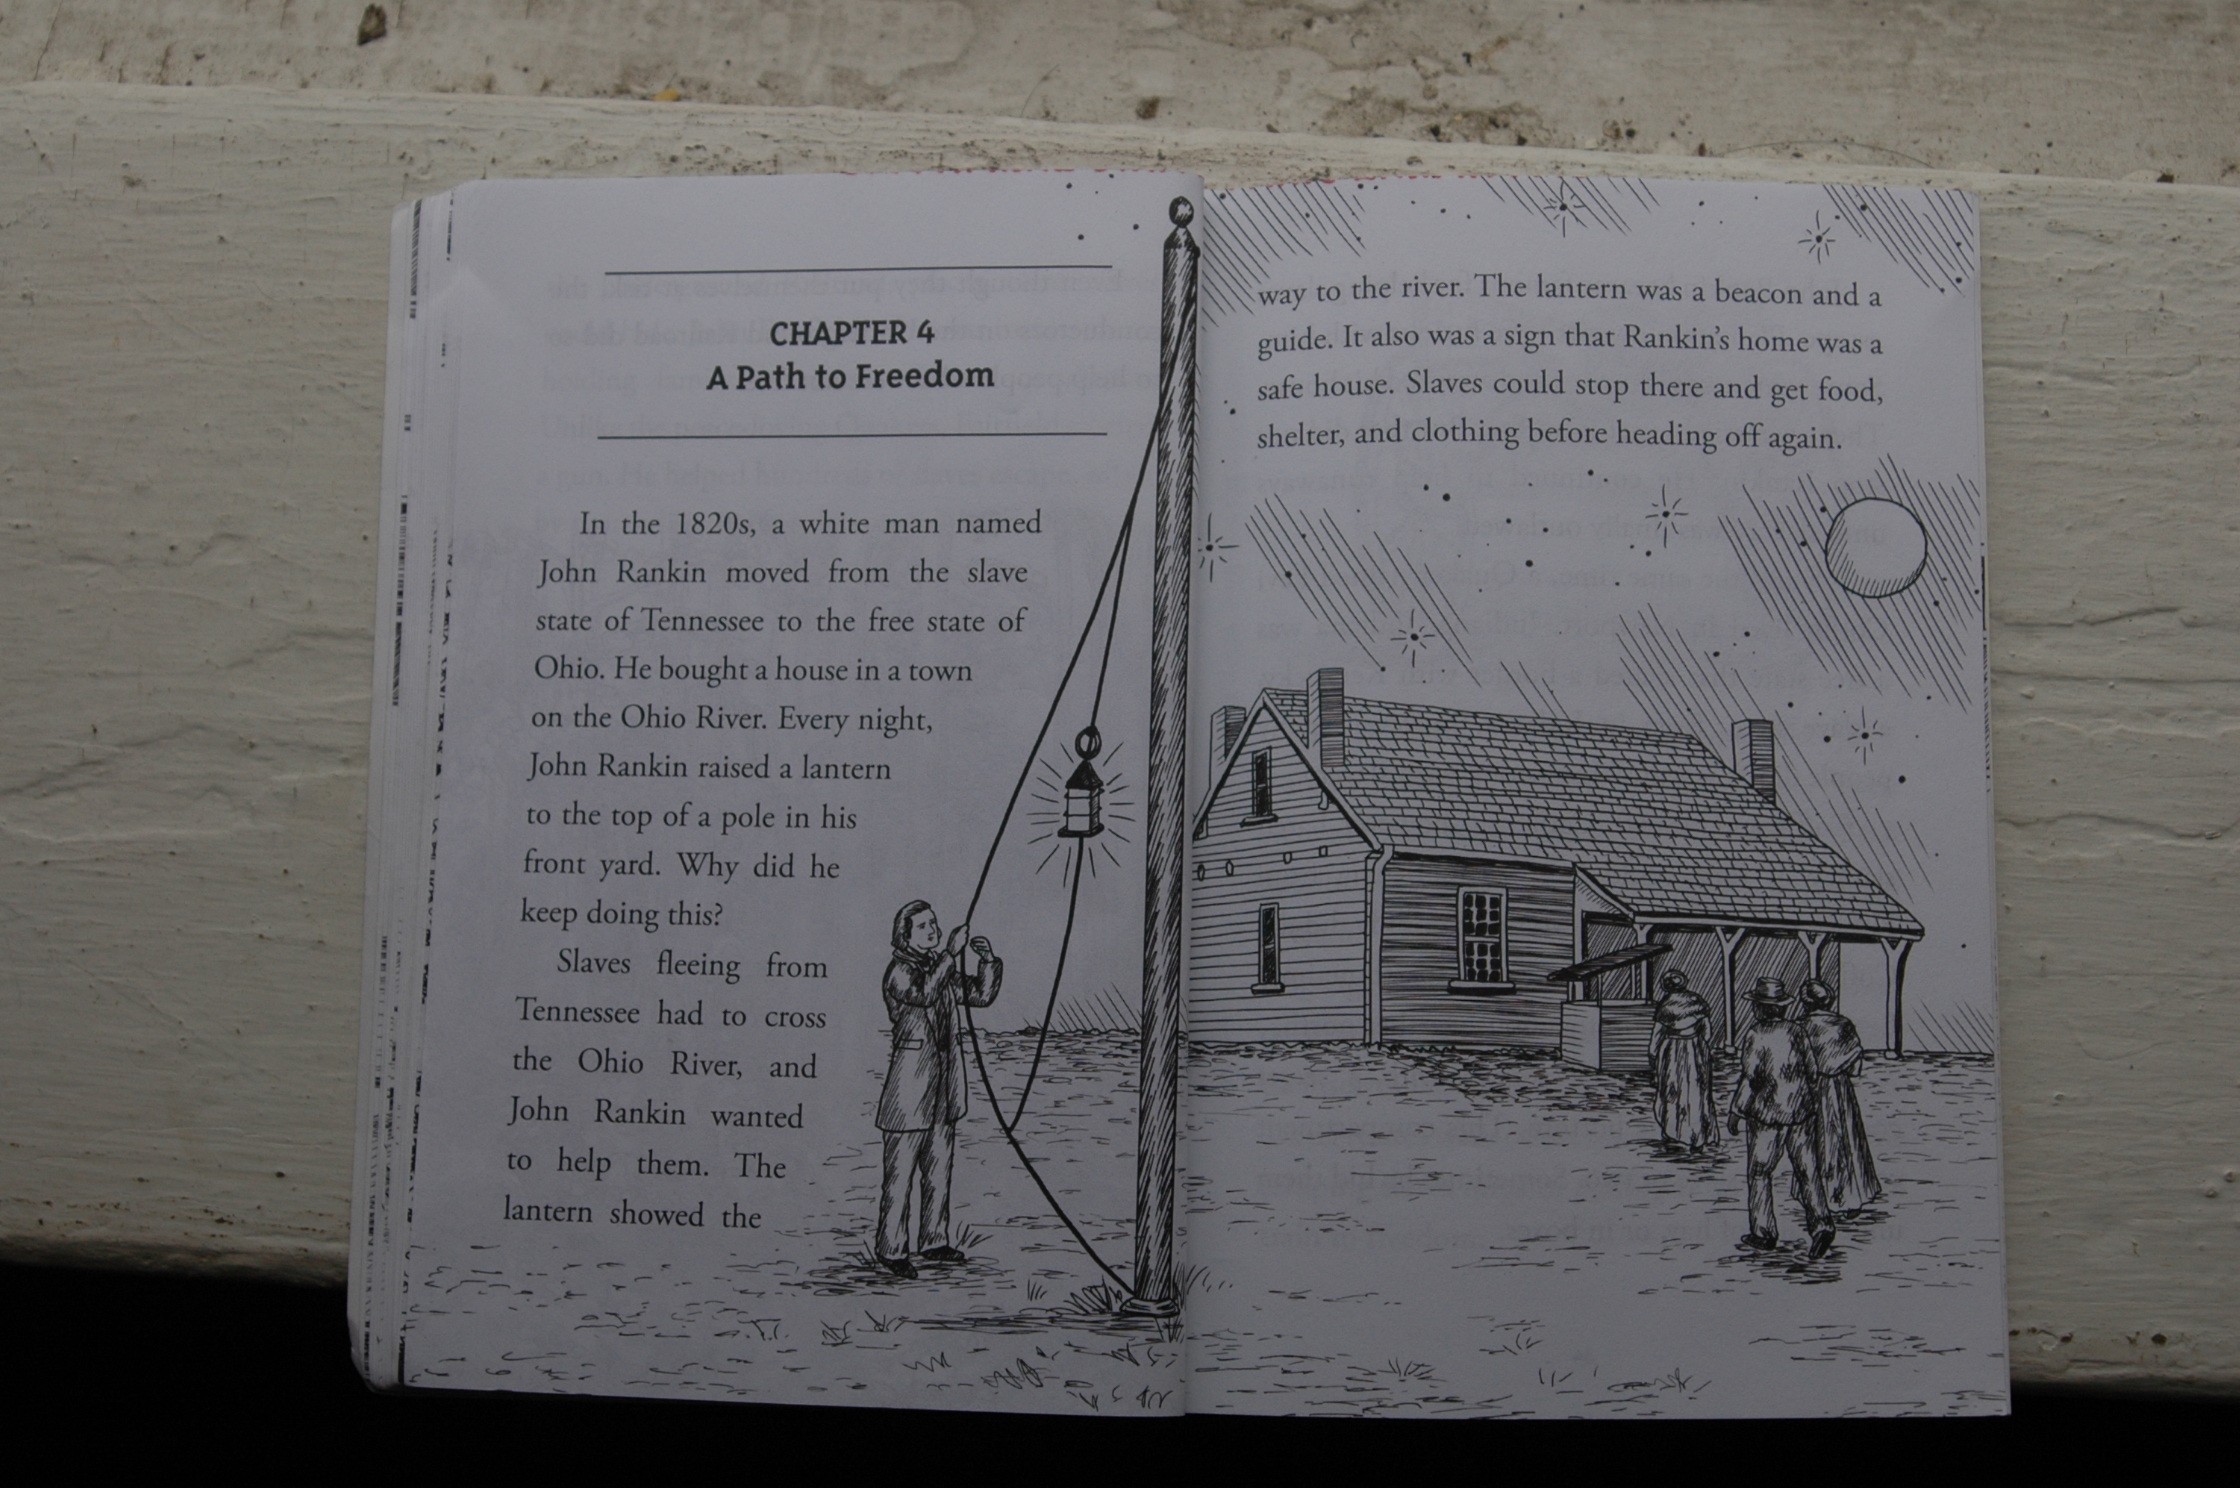 CHAPTER 4
A Path to Freedom
In the 1820s, a white man named
John Rankin moved from the slave
state of Tennessee to the free state of
Ohio. He bought a house in a town
on the Ohio River. Every night,
John Rankin raised a lantern
to the top of a pole in his
front yard. Why did he
keep doing this?
Slaves fleeing from
Tennessee had to cross
the Ohio River, and
John Rankin wanted
to help them. The
lantern showed the
way to the river. The lantern was a beacon and a
guide. It also was a sign that Rankin’s home was a
safe house. Slaves could stop there and get food,
shelter, and clothing before heading off again.